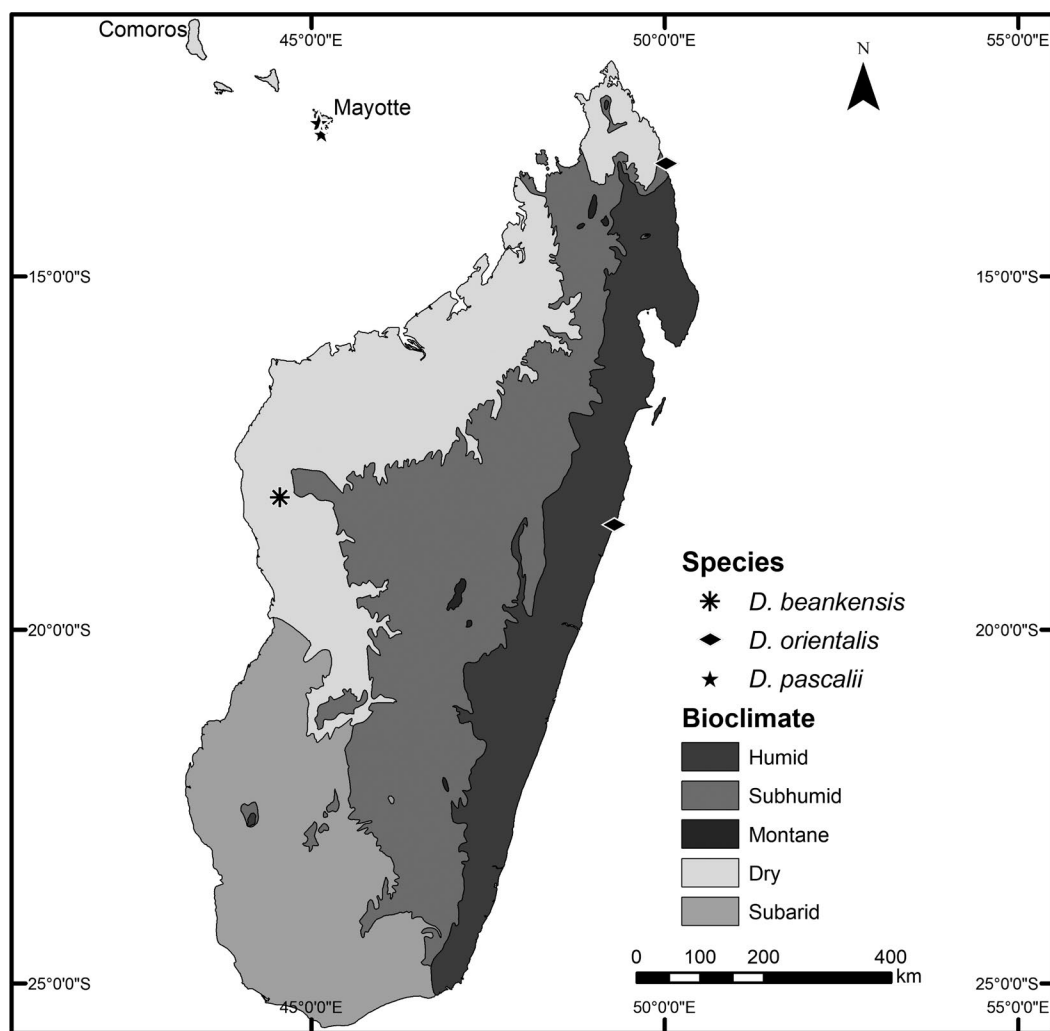 Comoros
45°0'0"E
50°0'0"E
55°0'0"E
N
Mayotte
15°0'0"S
15°0'0"S
Species
D. beankensis
D. orientalis
D. pascalii
20°0'0"S
20°0'0"S
Bioclimate
Humid
Subhumid
Montane
Dry
Subarid
0 100 200 400
km
25°0'0"S
25°0'0"S
45°0'0"E
50°0'0"E
55°0'0"E